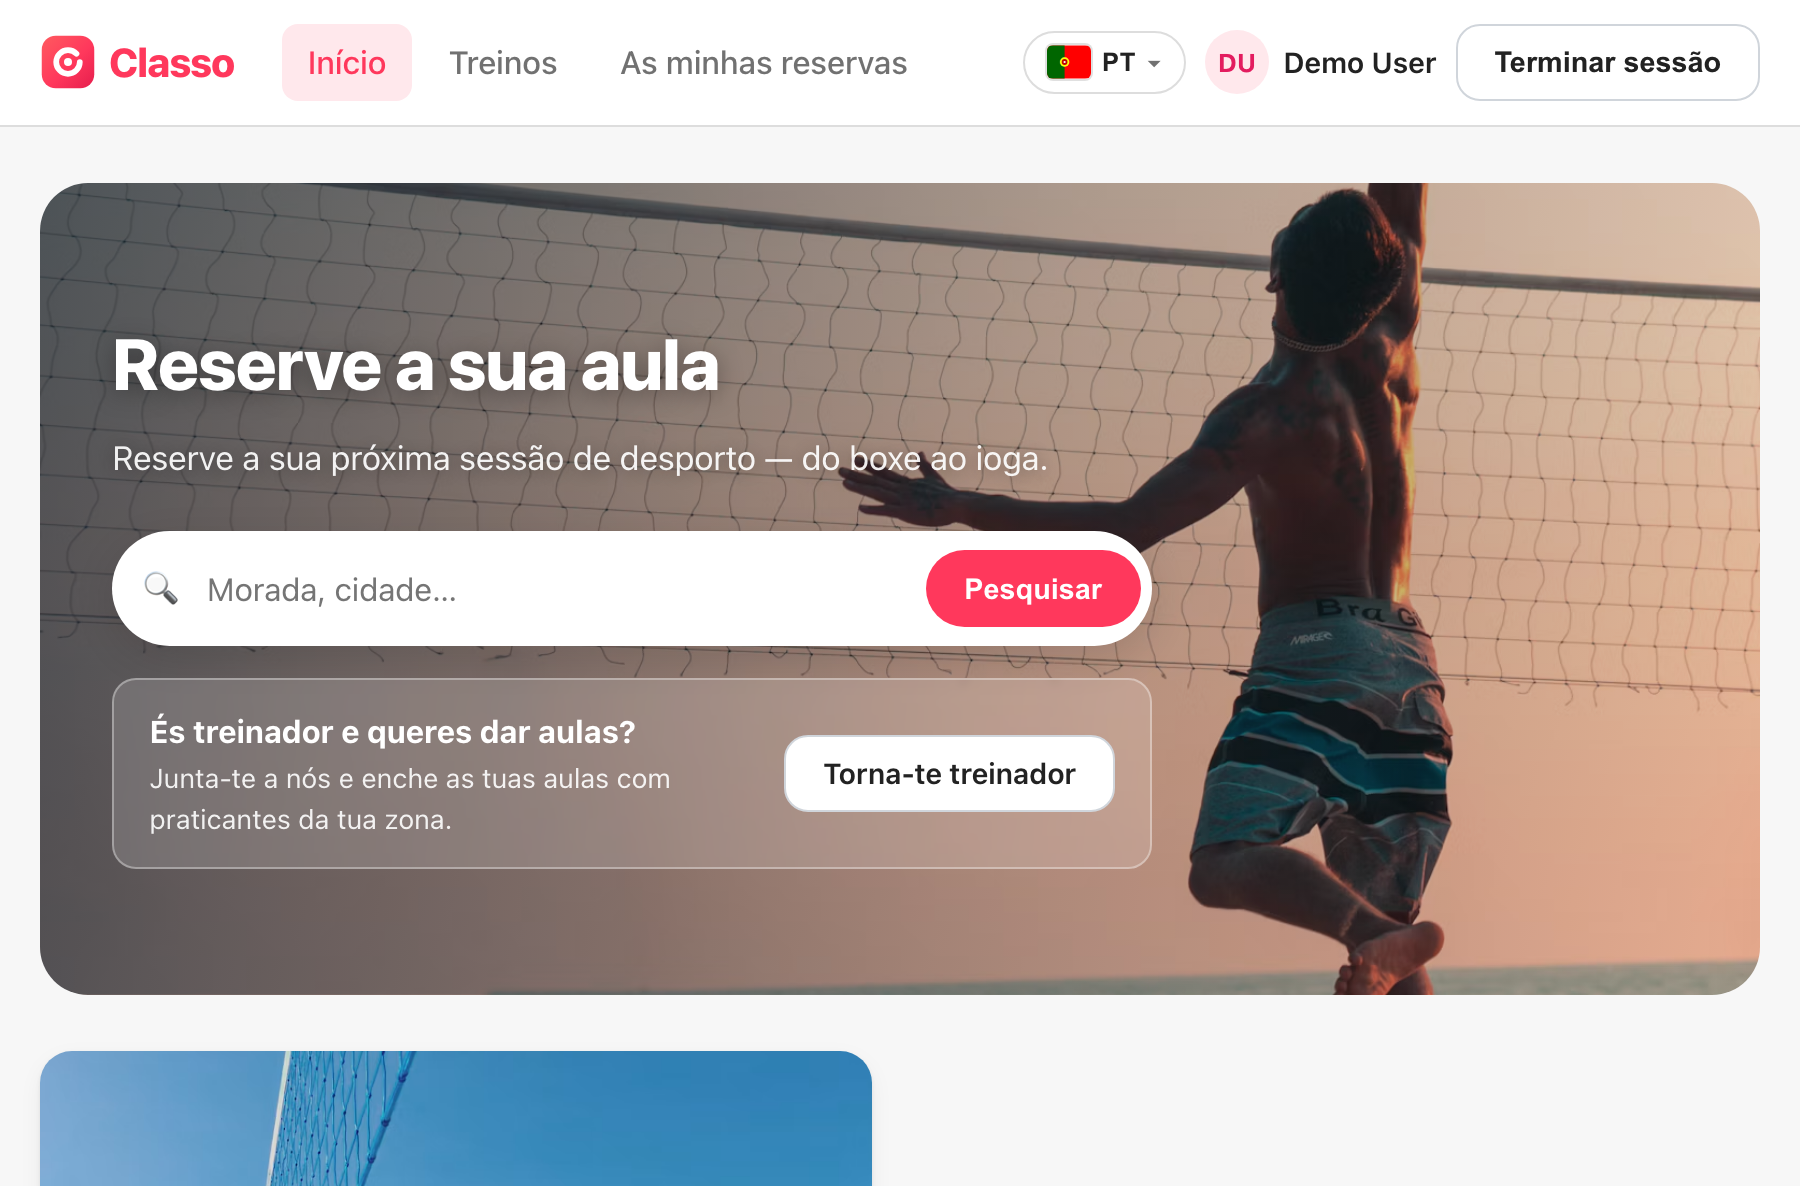 Classo
Início
Treinos
As minhas reservas
PT
DU
Demo User
Terminar sessão
Reserve a sua aula
Reserve a sua próxima sessão de desporto — do boxe ao ioga.
Morada, cidade...
Pesquisar
És treinador e queres dar aulas?
Junta-te a nós e enche as tuas aulas com
praticantes da tua zona.
Torna-te treinador
Bra